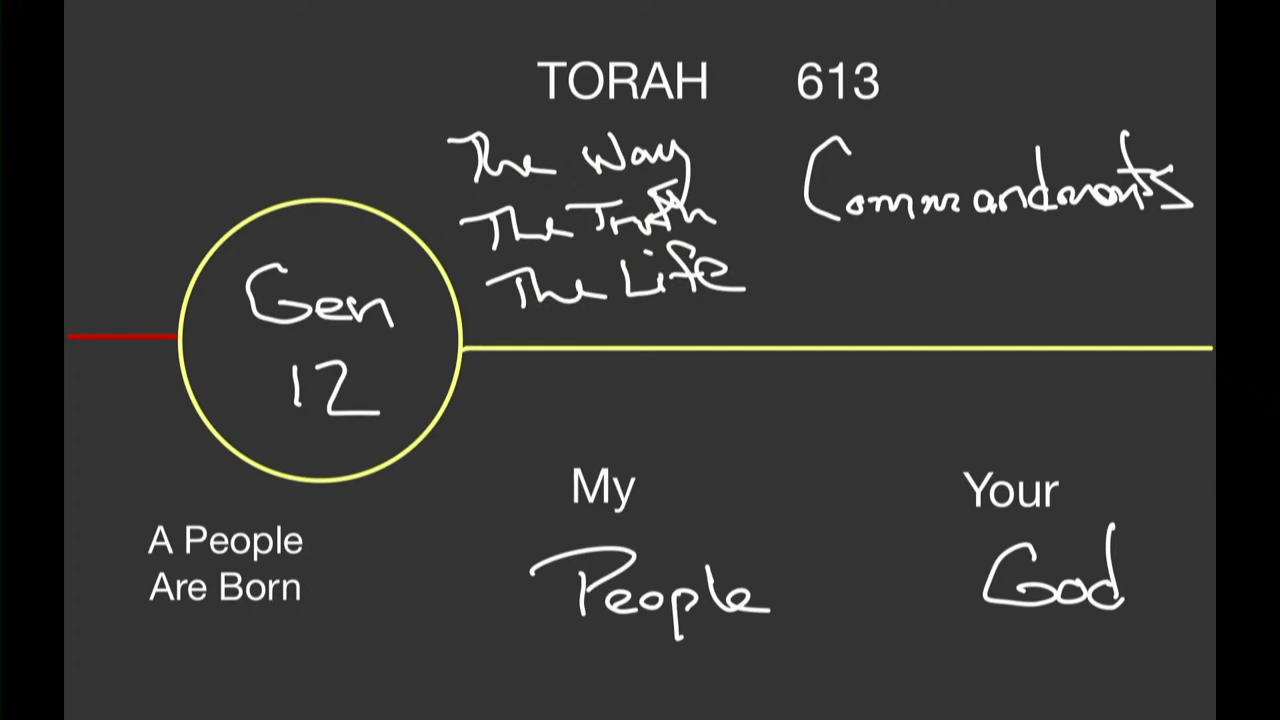 TORAH 613
The Way
The Truth
The Life
Commandments
Gen
12
A People
Are Born
My
People
Your
God